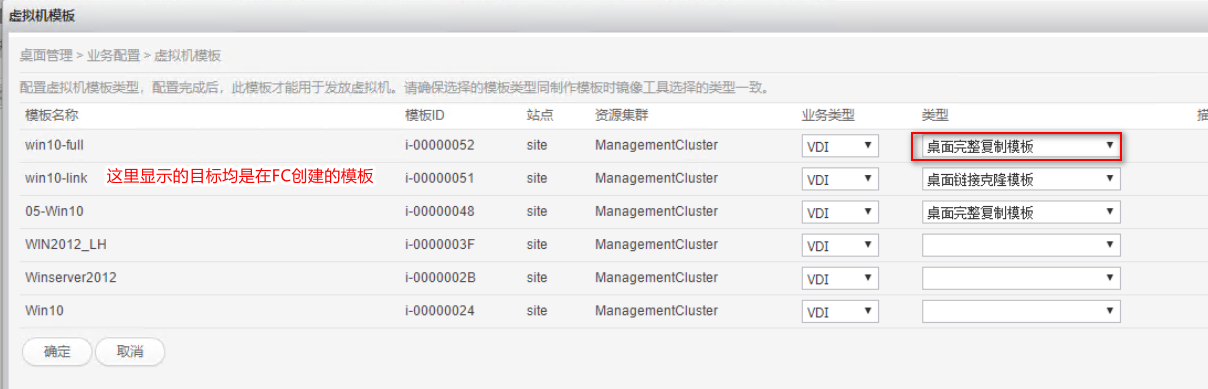 虚拟机模板
桌面管理 > 业务配置 > 虚拟机模板
配置虚拟机模板类型，配置完成后，此模板才能用于发放虚拟机。请确保选择的模板类型同制作模板时镜像工具选择的类型一致。
模板名称 模板ID 站点 资源集群 业务类型 类型 描
win10-full i-00000052 site ManagementCluster VDI 桌面完整复制模板
win10-link 这里显示的目标均是在FC创建的模板 i-00000051 site ManagementCluster VDI 桌面链接克隆模板
05-Win10 i-00000048 site ManagementCluster VDI 桌面完整复制模板
WIN2012_LH i-0000003F site ManagementCluster VDI
Winserver2012 i-0000002B site ManagementCluster VDI
Win10 i-00000024 site ManagementCluster VDI
确定 取消